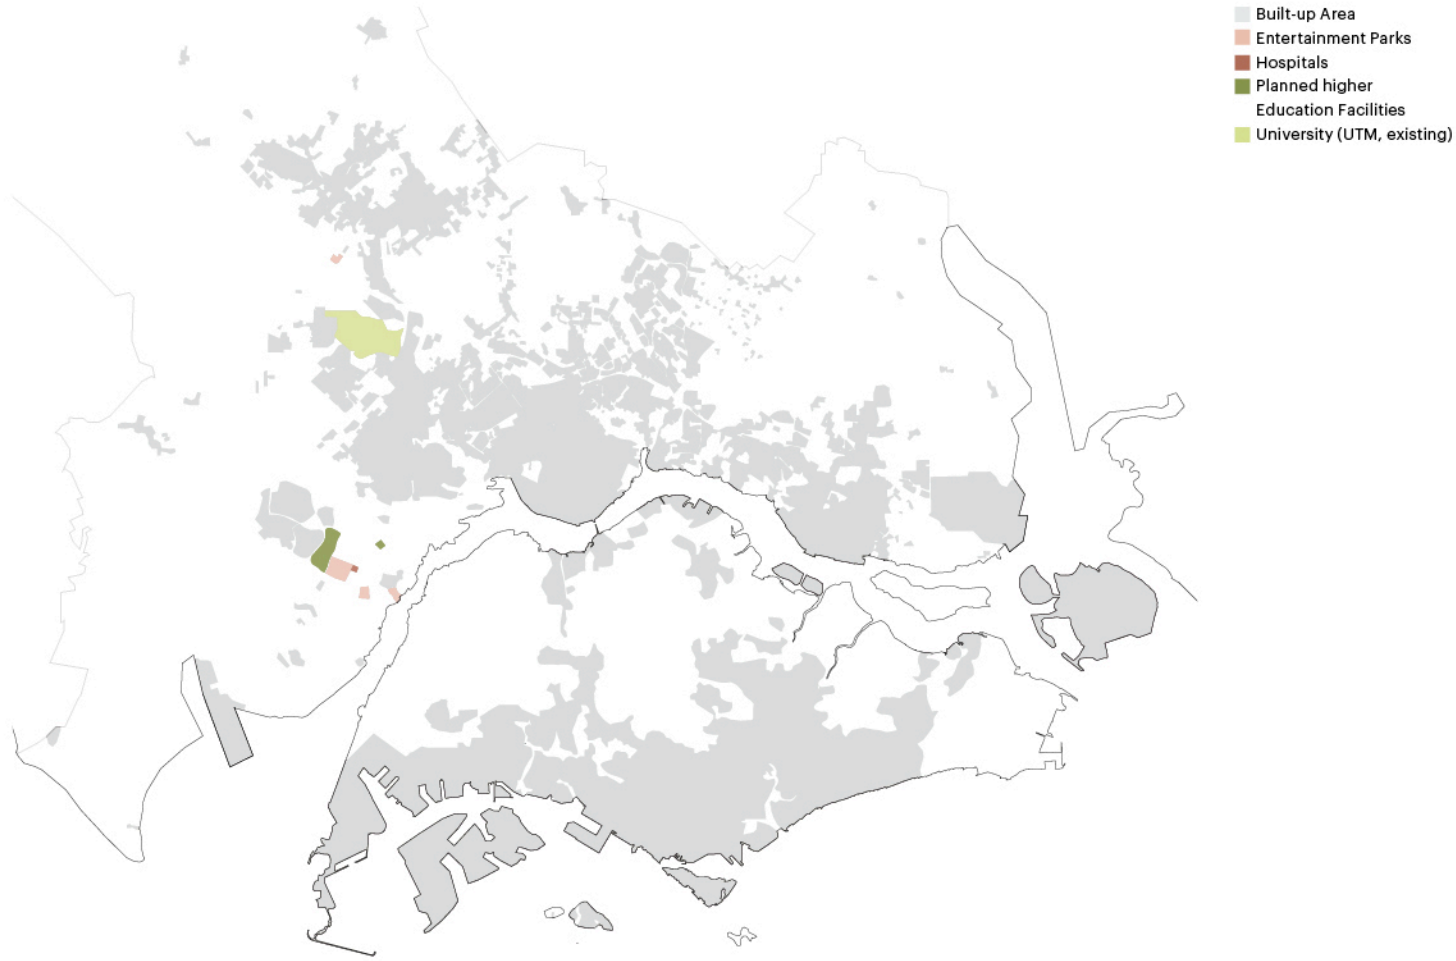 Built-up Area
Entertainment Parks
Hospitals
Planned higher
Education Facilities
University (UTM, existing)